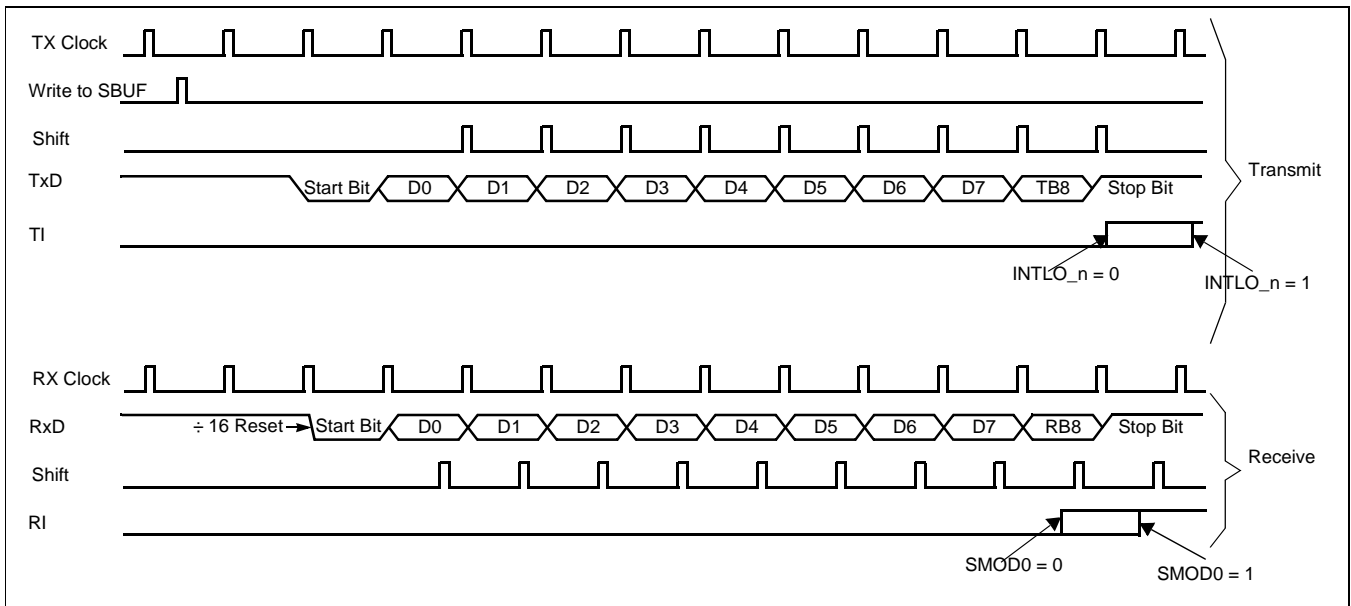 TX Clock
Write to SBUF
Shift
TxD Start Bit D0 D1 D2 D3 D4 D5 D6 D7 TB8 Stop Bit
Transmit
TI
INTLO_n = 0
INTLO_n = 1
RX Clock
RxD ÷ 16 Reset Start Bit D0 D1 D2 D3 D4 D5 D6 D7 RB8 Stop Bit
Receive
Shift
RI
SMOD0 = 0
SMOD0 = 1